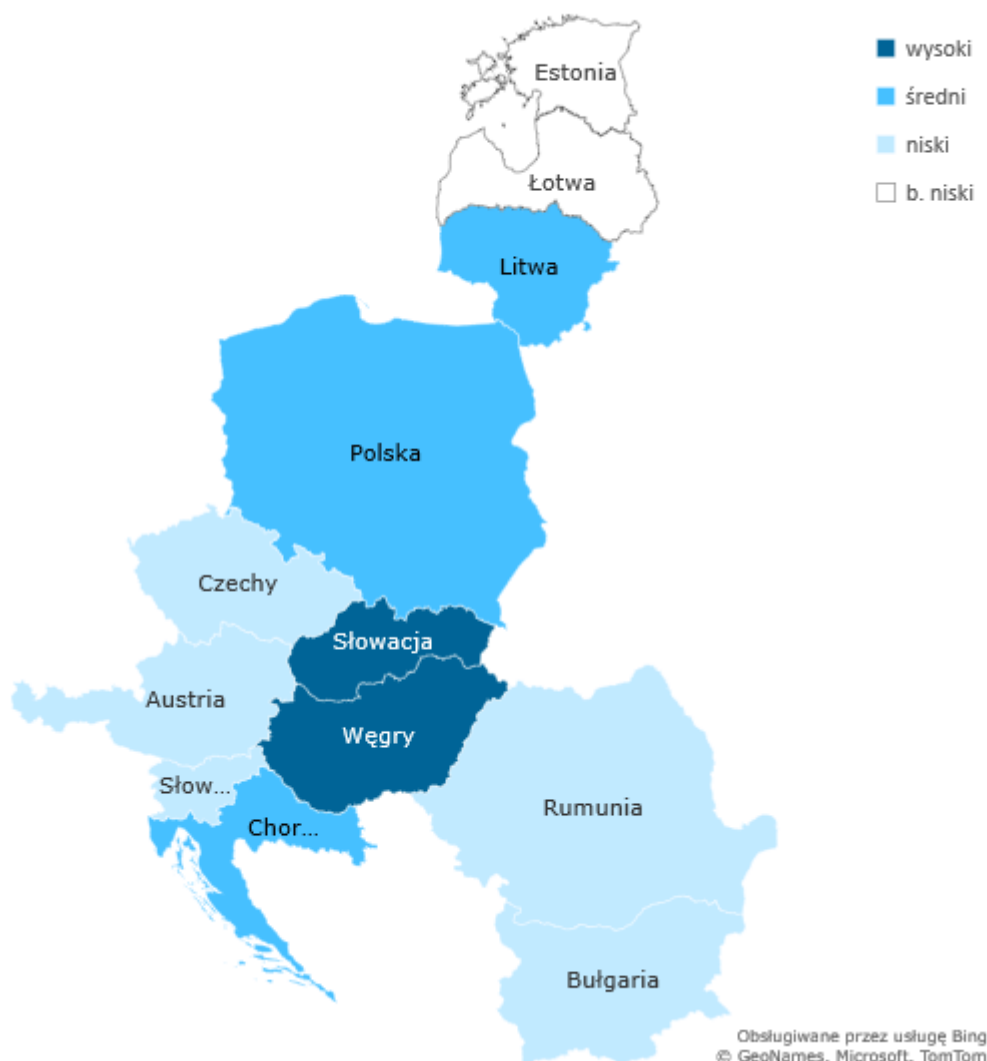 wysoki
średni
niski
b. niski
Estonia
Łotwa
Litwa
Polska
Czechy
Słowacja
Austria
Węgry
Słow...
Chor...
Rumunia
Bułgaria
Obsługiwane przez usługę Bing
© GeoNames, Microsoft, TomTom